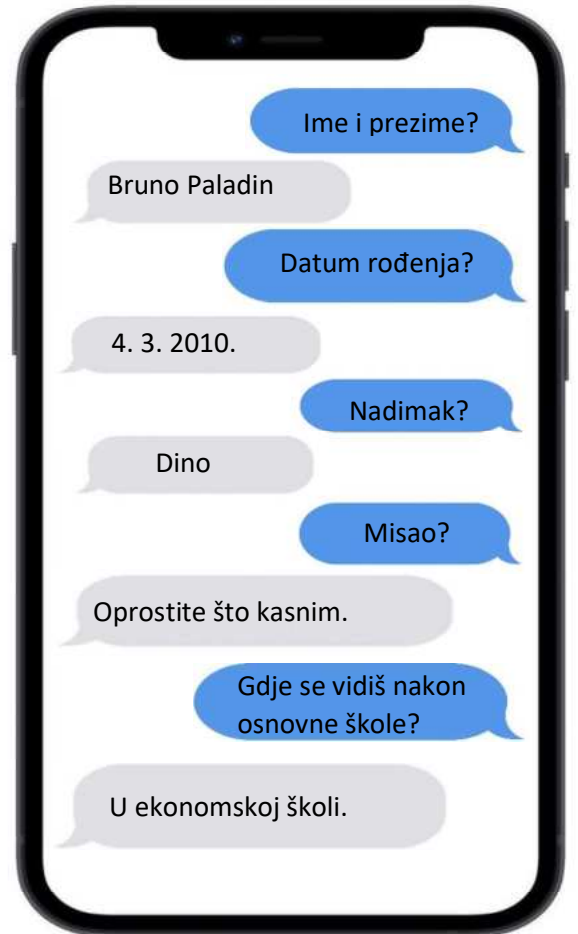 Ime i prezime?
Bruno Paladin
Datum rođenja?
4. 3. 2010.
Nadimak?
Dino
Misao?
Oprostite što kasnim.
Gdje se vidiš nakon
osnovne škole?
U ekonomskoj školi.